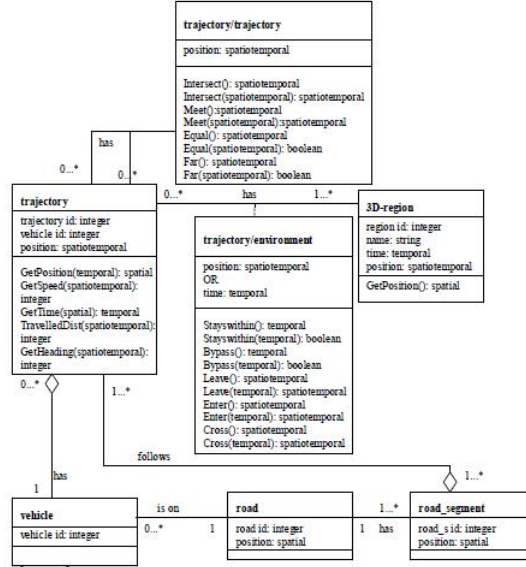 trajectory/trajectory
position: spatiotemporal
Intersect(): spatiotemporal
Intersect(spatiotemporal): spatiotemporal
Meet():spatiotemporal
Meet(spatiotemporal):spatiotemporal
Equal(): spatiotemporal
Equal(spatiotemporal): boolean
Far(): spatiotemporal
Far(spatiotemporal): boolean
has
0...*
0..*
trajectory
trajectory id: integer
vehicle id: integer
position: spatiotemporal
GetPosition(temporal): spatial
GetSpeed(spatiotemporal):
integer
GetTime(spatial): temporal
TravelledDist(spatiotemporal):
integer
GetHeading(spatiotemporal):
integer
0...*
has
1...*
3D-region
region id: integer
name: string
time: temporal
position: spatiotemporal
GetPosition(): spatial
trajectory/environment
position: spatiotemporal
OR
time: temporal
Stayswithin(): temporal
Stayswithin(temporal): boolean
Bypass(): temporal
Bypass(temporal): boolean
Leave(): spatiotemporal
Leave(temporal): spatiotemporal
Enter(): spatiotemporal
Enter(temporal): spatiotemporal
Cross(): spatiotemporal
Cross(temporal): spatiotemporal
0...*
1...*
follows
has
1
1...*
vehicle
vehicle id: integer
is on
0...*
1
road
road id: integer
position: spatial
1...*
1
has
road_segment
road_s id: integer
position: spatial